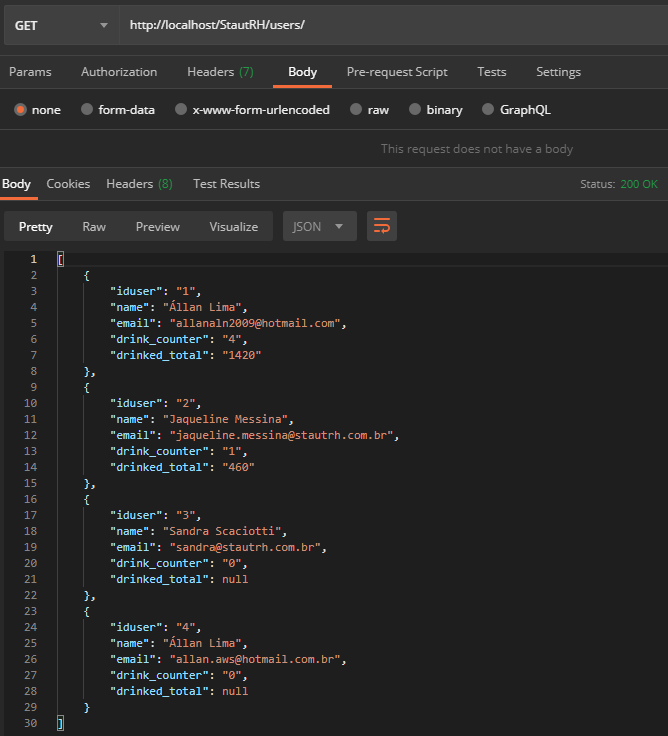 GET http://localhost/StautRH/users/
Params Authorization Headers (7) Body Pre-request Script Tests Settings
none form-data x-www-form-urlencoded raw binary GraphQL
This request does not have a body
Body Cookies Headers (8) Test Results Status: 200 OK
Pretty Raw Preview Visualize JSON
1 [
2 {
3 "iduser": "1",
4 "name": "Állan Lima",
5 "email": "allanaln2009@hotmail.com",
6 "drink_counter": "4",
7 "drinked_total": "1420"
8 },
9 {
10 "iduser": "2",
11 "name": "Jaqueline Messina",
12 "email": "jaqueline.messina@stautrh.com.br",
13 "drink_counter": "1",
14 "drinked_total": "460"
15 },
16 {
17 "iduser": "3",
18 "name": "Sandra Scaciotti",
19 "email": "sandra@stautrh.com.br",
20 "drink_counter": "0",
21 "drinked_total": null
22 },
23 {
24 "iduser": "4",
25 "name": "Állan Lima",
26 "email": "allan.aws@hotmail.com.br",
27 "drink_counter": "0",
28 "drinked_total": null
29 }
30 ]